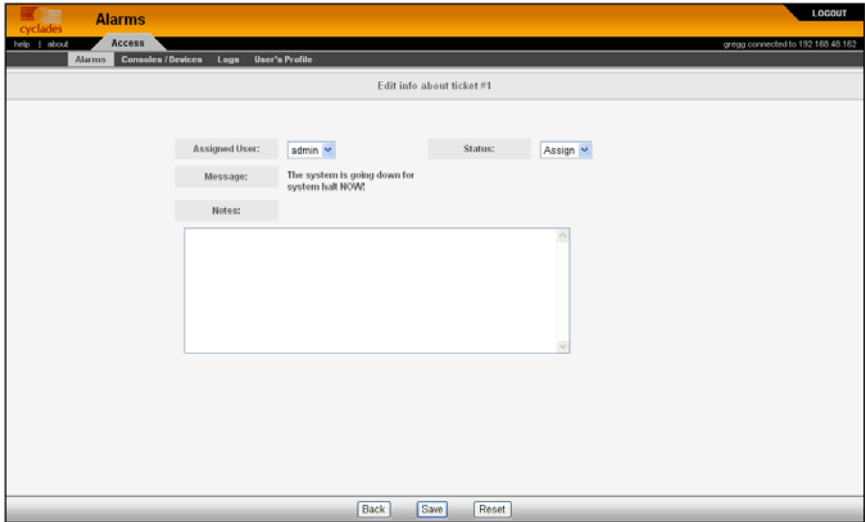 cyclades
Alarms
LOGOUT
help | about
Access
gregg connected to 192.168.48.162
Alarms Consoles / Devices Logs User's Profile
Edit info about ticket #1
Assigned User: admin Status: Assign
Message: The system is going down for
system halt NOW!
Notes:
Back Save Reset